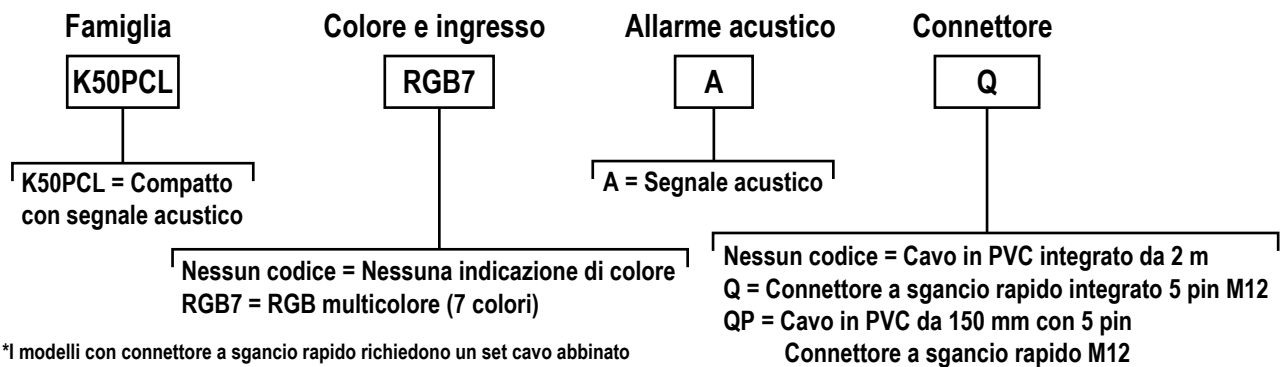 Famiglia
Colore e ingresso
Allarme acustico
Connettore
K50PCL
RGB7
A
Q
K50PCL = Compatto
con segnale acustico
A = Segnale acustico
Nessun codice = Nessuna indicazione di colore
RGB7 = RGB multicolore (7 colori)
Nessun codice = Cavo in PVC integrato da 2 m
Q = Connettore a sgancio rapido integrato 5 pin M12
QP = Cavo in PVC da 150 mm con 5 pin
Connettore a sgancio rapido M12
*I modelli con connettore a sgancio rapido richiedono un set cavo abbinato